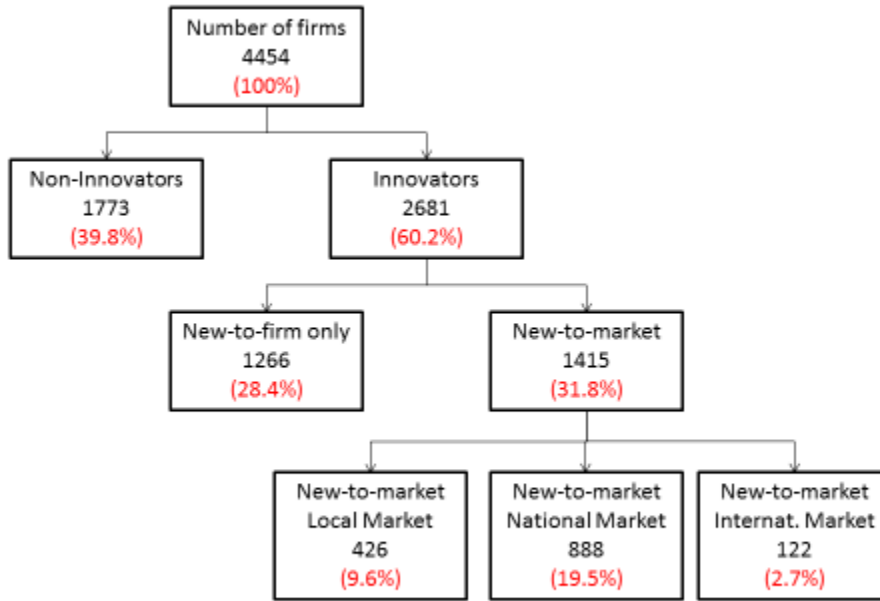 Number of firms
4454
(100%)
Non-Innovators
1773
(39.8%)
Innovators
2681
(60.2%)
New-to-firm only
1266
(28.4%)
New-to-market
1415
(31.8%)
New-to-market
Local Market
426
(9.6%)
New-to-market
National Market
888
(19.5%)
New-to-market
Internat. Market
122
(2.7%)